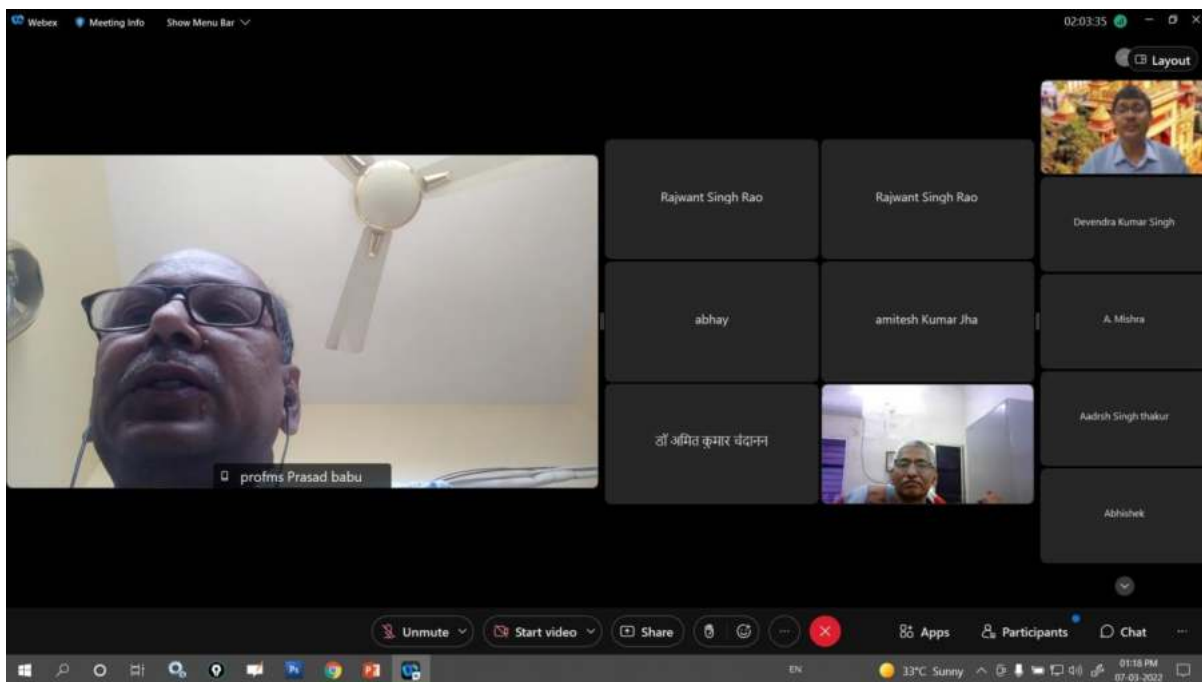 Webex
Meeting Info
Show Menu Bar
02:03:35
Layout
Rajwant Singh Rao
Rajwant Singh Rao
Devendra Kumar Singh
abhay
amitesh Kumar Jha
A. Mishra
डॉ अमित कुमार चंदानन
Aadrsh Singh thakur
profms Prasad babu
Abhishek
Unmute
Start video
Share
Apps
Participants
Chat
EN
33°C Sunny
01:18 PM
07-03-2022